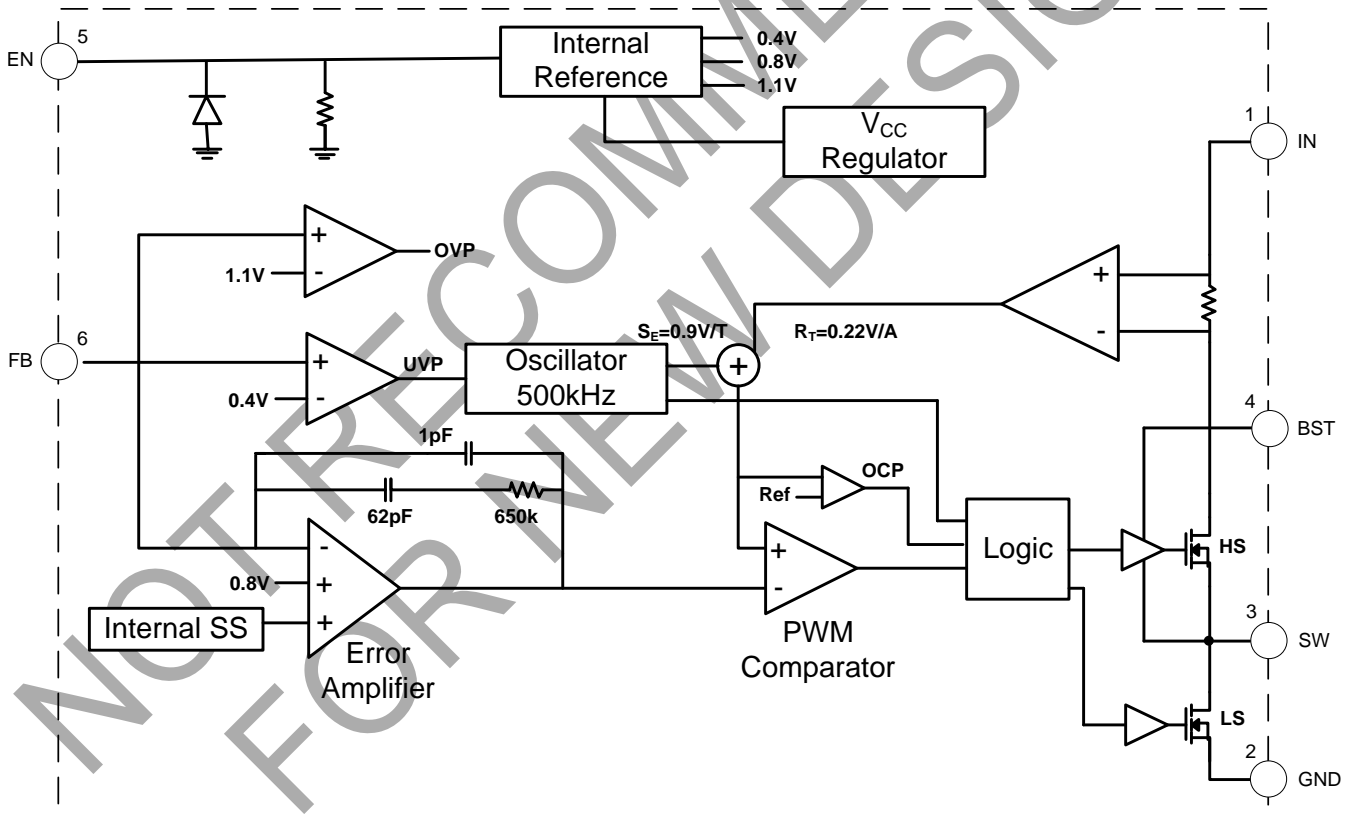 5
EN
Internal
Reference
0.4V
0.8V
1.1V
VCC
Regulator
1
IN
+
-
1.1V
OVP
6
FB
+
-
0.4V
UVP
Oscillator
500kHz
SE=0.9V/T
RT=0.22V/A
+
+
-
4
BST
1pF
62pF
650k
Ref
OCP
-
+
+
0.8V
Internal SS
Error
Amplifier
+
-
PWM
Comparator
Logic
HS
3
SW
LS
2
GND
NOT RECOMME
FOR NEW DESIG